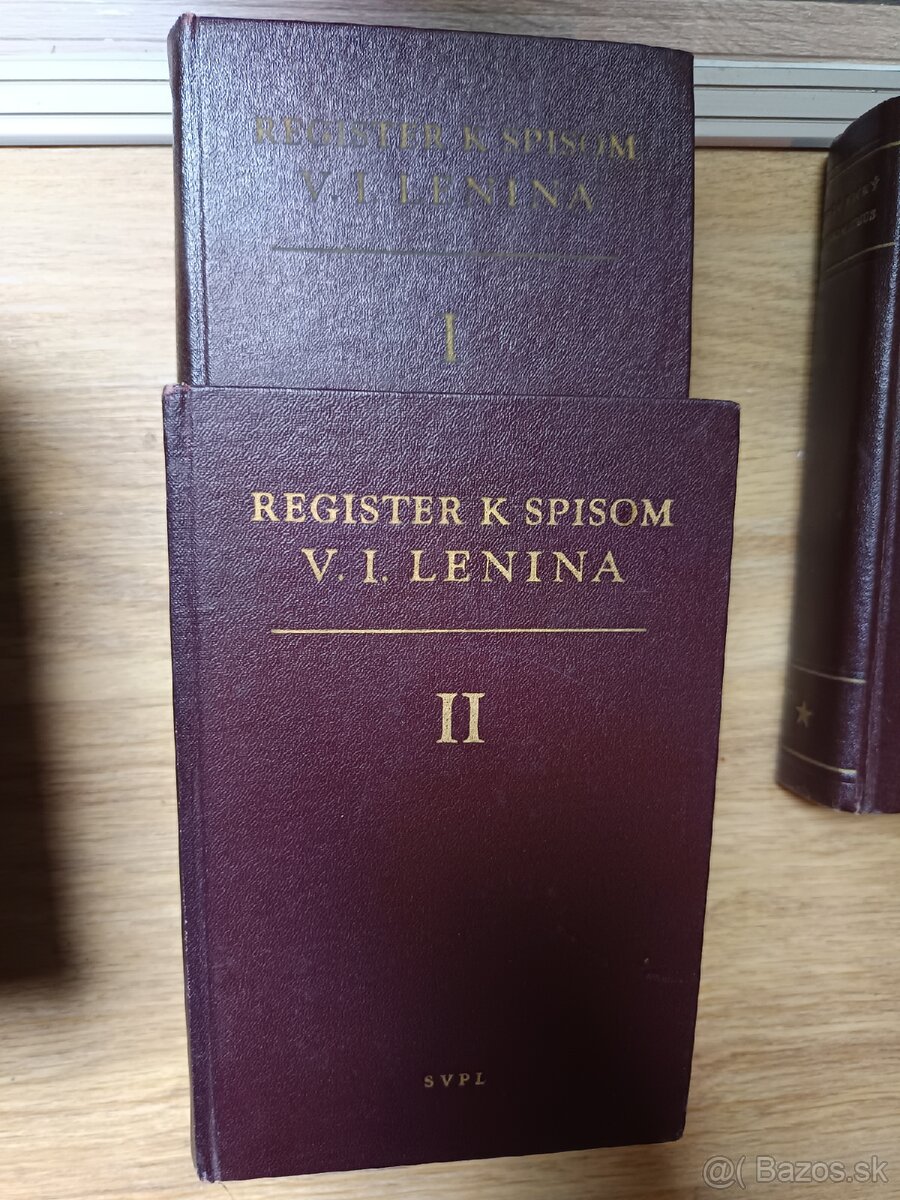 REGISTER K SPISOM
V. I. LENINA
I
REGISTER K SPISOM
V. I. LENINA
II
SVPL
@( Bazos.sk